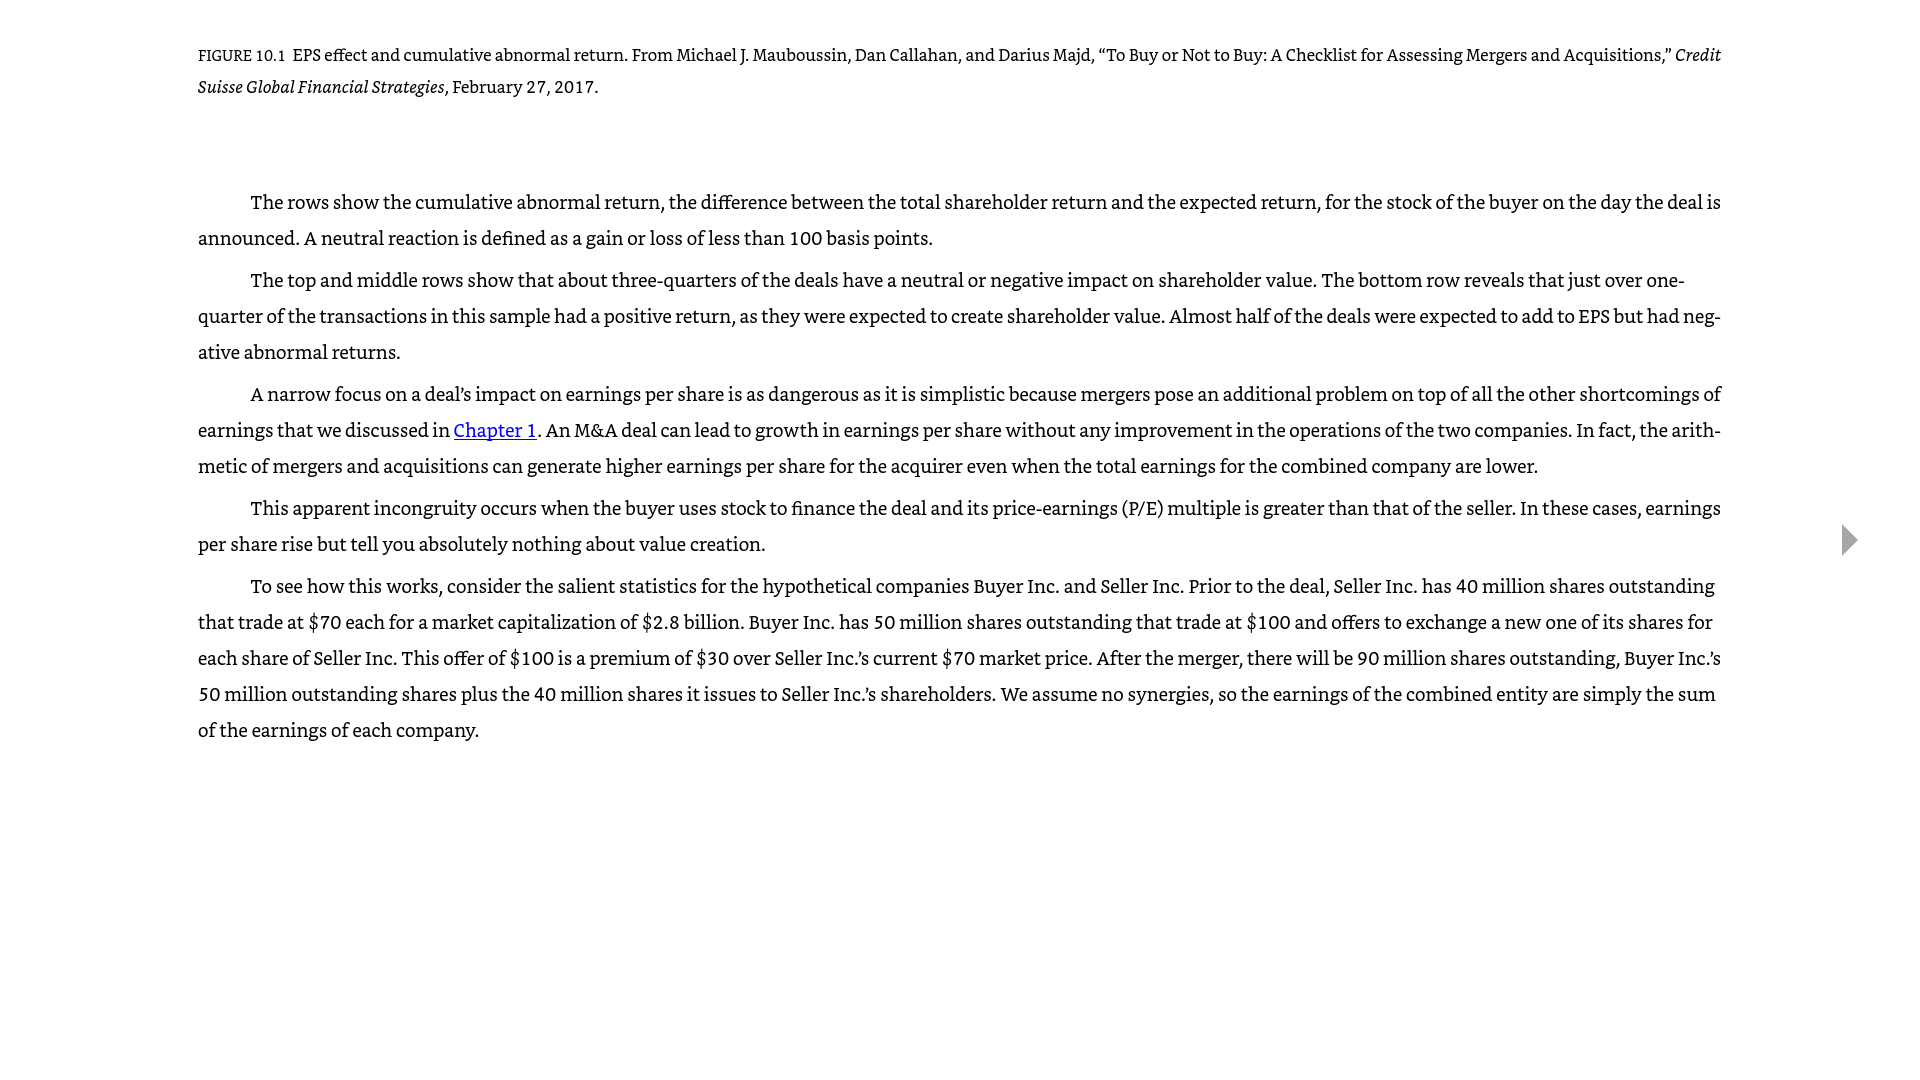 FIGURE 10.1 EPS effect and cumulative abnormal return. From Michael J. Mauboussin, Dan Callahan, and Darius Majd, “To Buy or Not to Buy: A Checklist for Assessing Mergers and Acquisitions,” Credit
Suisse Global Financial Strategies, February 27, 2017.
The rows show the cumulative abnormal return, the difference between the total shareholder return and the expected return, for the stock of the buyer on the day the deal is
announced. A neutral reaction is defined as a gain or loss of less than 100 basis points.
The top and middle rows show that about three-quarters of the deals have a neutral or negative impact on shareholder value. The bottom row reveals that just over one-
quarter of the transactions in this sample had a positive return, as they were expected to create shareholder value. Almost half of the deals were expected to add to EPS but had neg-
ative abnormal returns.
A narrow focus on a deal’s impact on earnings per share is as dangerous as it is simplistic because mergers pose an additional problem on top of all the other shortcomings of
earnings that we discussed in Chapter 1. An M&A deal can lead to growth in earnings per share without any improvement in the operations of the two companies. In fact, the arith-
metic of mergers and acquisitions can generate higher earnings per share for the acquirer even when the total earnings for the combined company are lower.
This apparent incongruity occurs when the buyer uses stock to finance the deal and its price-earnings (P/E) multiple is greater than that of the seller. In these cases, earnings
per share rise but tell you absolutely nothing about value creation.
To see how this works, consider the salient statistics for the hypothetical companies Buyer Inc. and Seller Inc. Prior to the deal, Seller Inc. has 40 million shares outstanding
that trade at $70 each for a market capitalization of $2.8 billion. Buyer Inc. has 50 million shares outstanding that trade at $100 and offers to exchange a new one of its shares for
each share of Seller Inc. This offer of $100 is a premium of $30 over Seller Inc.’s current $70 market price. After the merger, there will be 90 million shares outstanding, Buyer Inc.’s
50 million outstanding shares plus the 40 million shares it issues to Seller Inc.’s shareholders. We assume no synergies, so the earnings of the combined entity are simply the sum
of the earnings of each company.